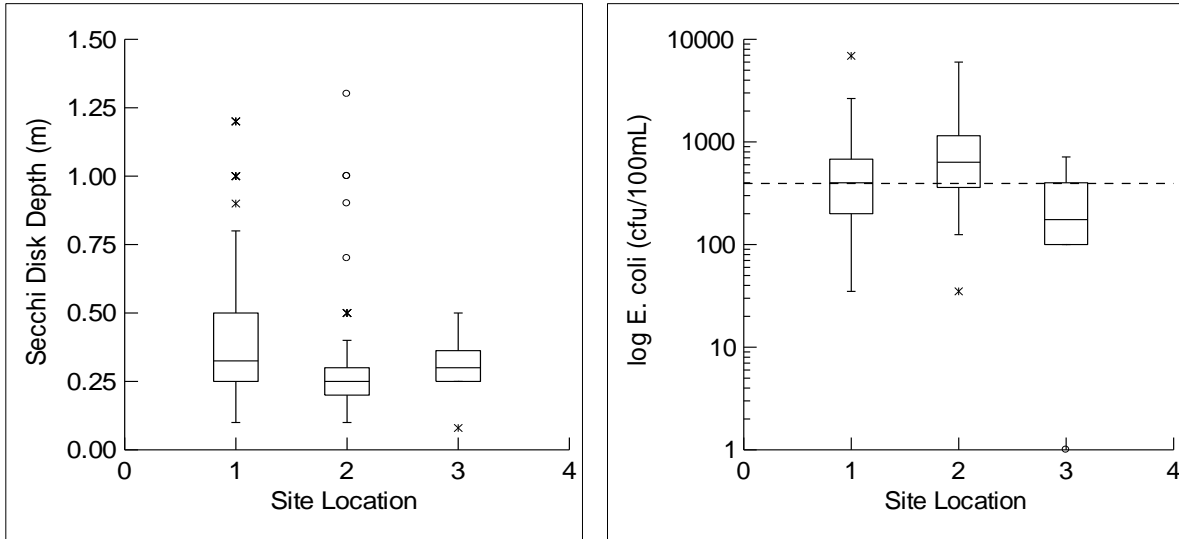 1.50
1.25
1.00
0.75
0.50
0.25
0.00
Secchi Disk Depth (m)
0 1 2 3 4
Site Location
10000
1000
100
10
1
log E. coli (cfu/100mL)
0 1 2 3 4
Site Location